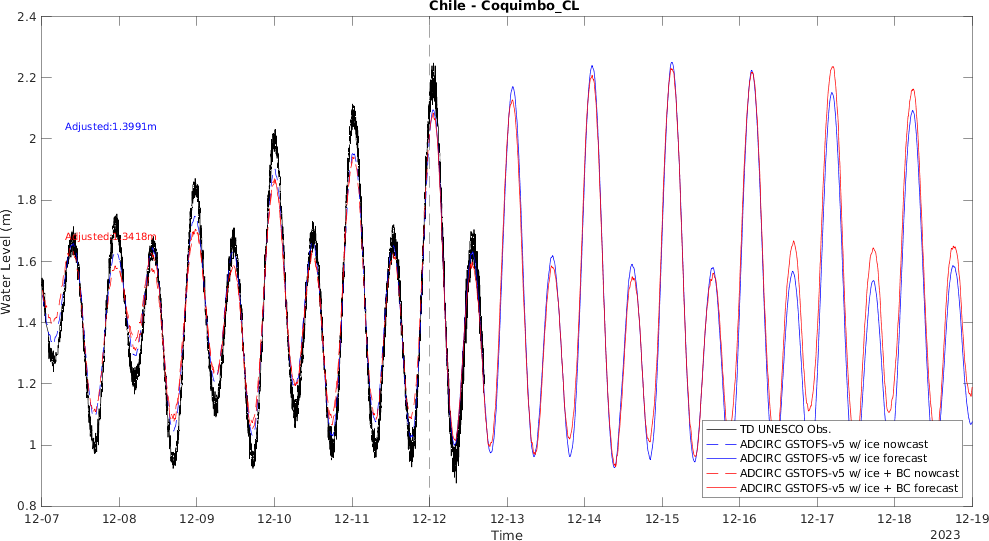 Chile - Coquimbo_CL
2.4
2.2
2
1.8
1.6
1.4
1.2
1
0.8
Water Level (m)
Adjusted:1.3991m
Adjusted:1.3418m
TD UNESCO Obs.
ADCIRC GSTOFS-v5 w/ ice nowcast
ADCIRC GSTOFS-v5 w/ ice forecast
ADCIRC GSTOFS-v5 w/ ice + BC nowcast
ADCIRC GSTOFS-v5 w/ ice + BC forecast
12-07 12-08 12-09 12-10 12-11 12-12 12-13 12-14 12-15 12-16 12-17 12-18 12-19
Time
2023